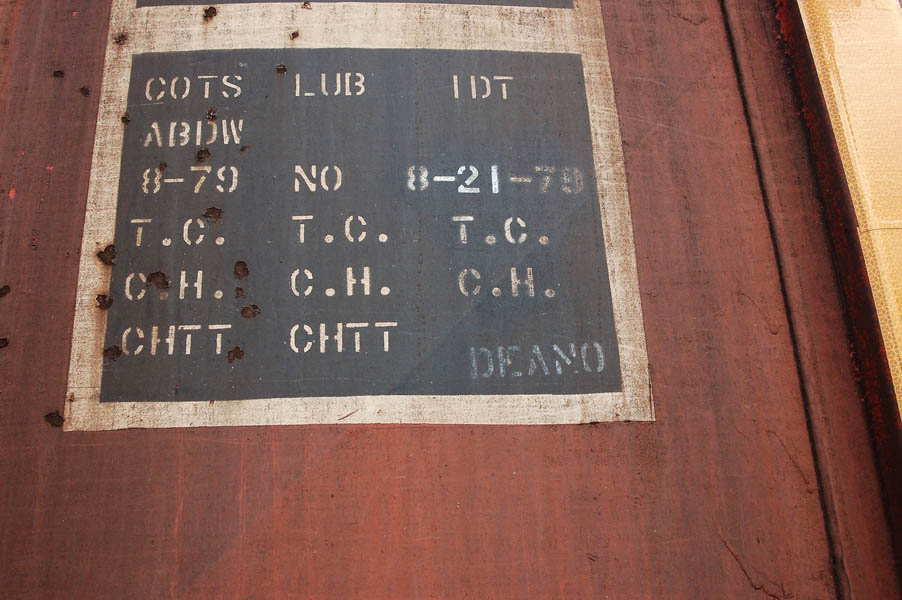 COTS LUB IDT
ABDW
8-79 NO 8-21-79
T.C. T.C. T.C.
C.H. C.H. C.H.
CHTT CHTT
DEANO